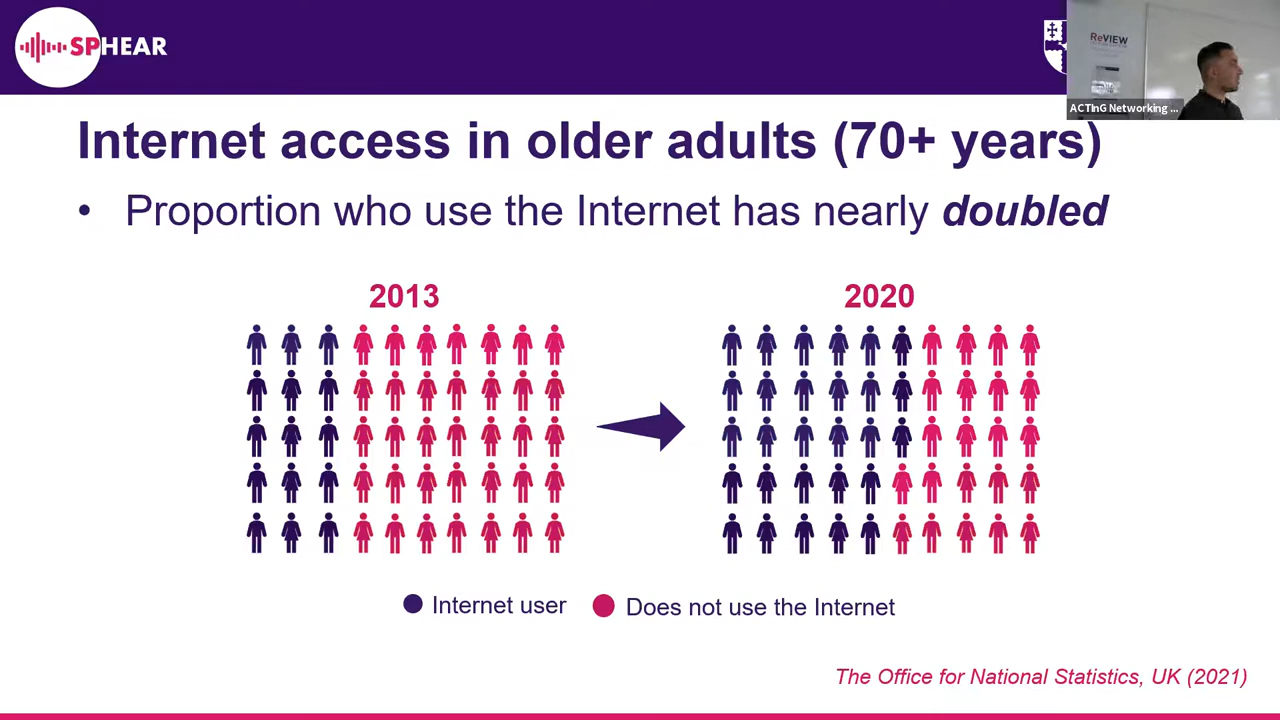 SPHEAR
ReVIEW
ACTInG Networking ...
Internet access in older adults (70+ years)
• Proportion who use the Internet has nearly doubled
2013
2020
Internet user
Does not use the Internet
The Office for National Statistics, UK (2021)